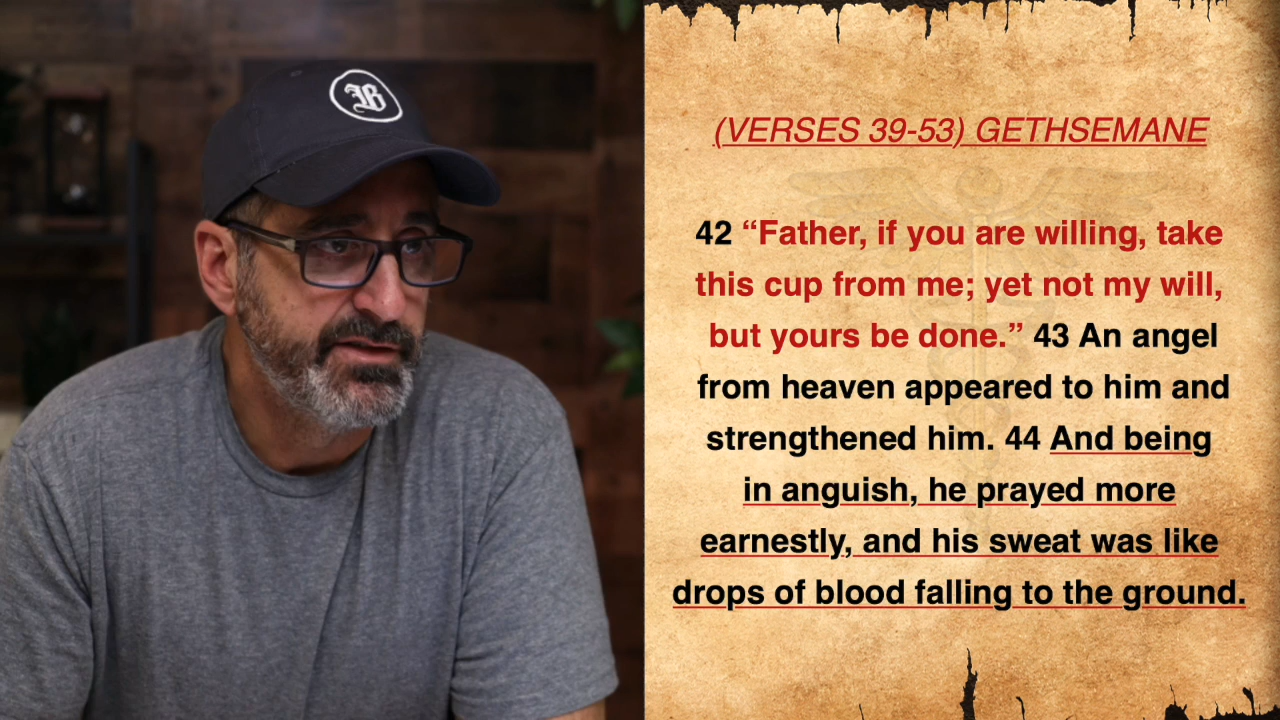 B
(VERSES 39-53) GETHSEMANE
42 “Father, if you are willing, take
this cup from me; yet not my will,
but yours be done.” 43 An angel
from heaven appeared to him and
strengthened him. 44 And being
in anguish, he prayed more
earnestly, and his sweat was like
drops of blood falling to the ground.